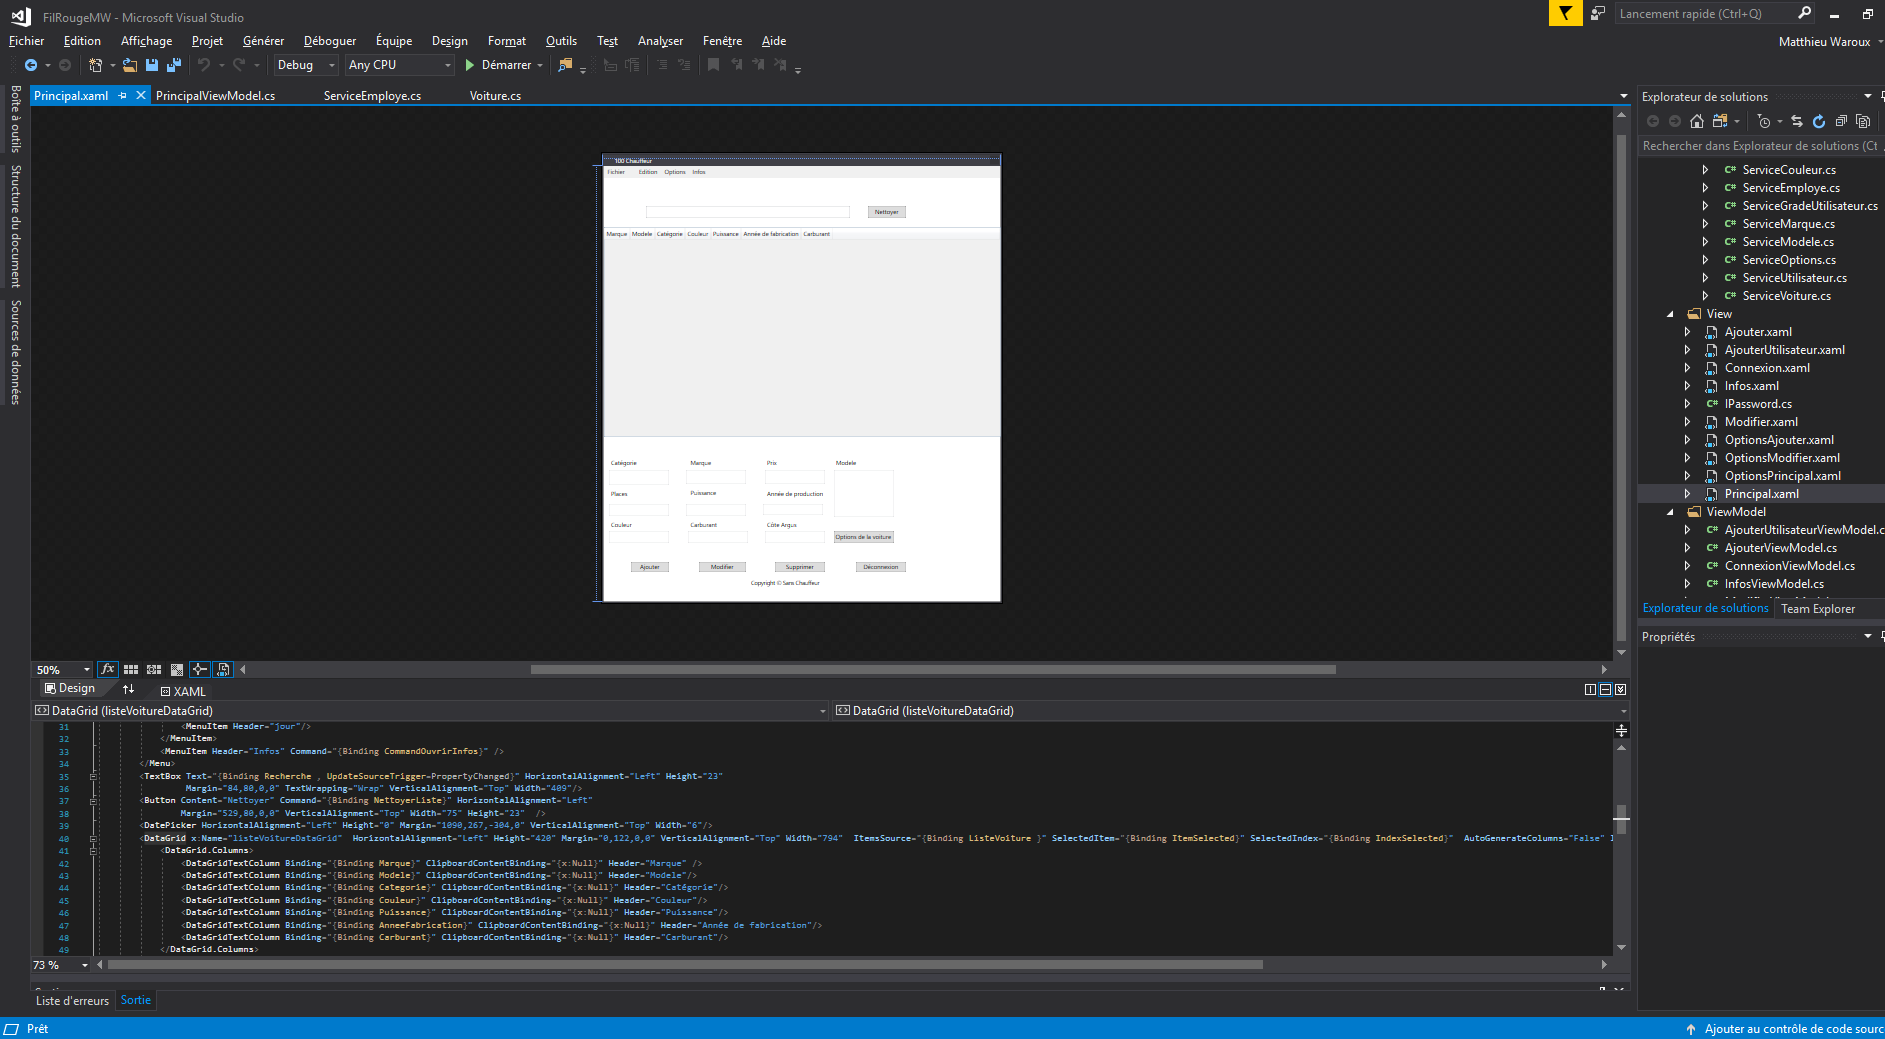 FilRougeMW - Microsoft Visual Studio
Lancement rapide (Ctrl+Q)
Fichier Edition Affichage Projet Générer Déboguer Équipe Design Format Outils Test Analyser Fenêtre Aide
Matthieu Waroux
Debug Any CPU Démarrer
Principal.xaml PrincipalViewModel.cs ServiceEmploye.cs Voiture.cs
Boîte à outils
Structure du document
Sources de données
100 Chauffeur
Fichier Edition Options Infos
Nettoyer
Marque Modele Catégorie Couleur Puissance Année de fabrication Carburant
Catégorie Marque Prix Modele
Places Puissance Année de production
Couleur Carburant Côte Argus
Options de la voiture
Ajouter Modifier Supprimer Déconnexion
Copyright © Sans Chauffeur
50% fx
Design XAML
DataGrid (listeVoitureDataGrid) DataGrid (listeVoitureDataGrid)
31 <MenuItem Header="jour"/>
32 </MenuItem>
33 <MenuItem Header="Infos" Command="{Binding CommandOuvrirInfos}" />
34 </Menu>
35 <TextBox Text="{Binding Recherche , UpdateSourceTrigger=PropertyChanged}" HorizontalAlignment="Left" Height="23"
36 Margin="84,80,0,0" TextWrapping="Wrap" VerticalAlignment="Top" Width="409"/>
37 <Button Content="Nettoyer" Command="{Binding NettoyerListe}" HorizontalAlignment="Left"
38 Margin="529,80,0,0" VerticalAlignment="Top" Width="75" Height="23" />
39 <DatePicker HorizontalAlignment="Left" Height="0" Margin="1090,267,-304,0" VerticalAlignment="Top" Width="6"/>
40 <DataGrid x:Name="listeVoitureDataGrid" HorizontalAlignment="Left" Height="420" Margin="0,122,0,0" VerticalAlignment="Top" Width="794" ItemsSource="{Binding ListeVoiture }" SelectedItem="{Binding ItemSelected}" SelectedIndex="{Binding IndexSelected}" AutoGenerateColumns="False"
41 <DataGrid.Columns>
42 <DataGridTextColumn Binding="{Binding Marque}" ClipboardContentBinding="{x:Null}" Header="Marque" />
43 <DataGridTextColumn Binding="{Binding Modele}" ClipboardContentBinding="{x:Null}" Header="Modele"/>
44 <DataGridTextColumn Binding="{Binding Categorie}" ClipboardContentBinding="{x:Null}" Header="Catégorie"/>
45 <DataGridTextColumn Binding="{Binding Couleur}" ClipboardContentBinding="{x:Null}" Header="Couleur"/>
46 <DataGridTextColumn Binding="{Binding Puissance}" ClipboardContentBinding="{x:Null}" Header="Puissance"/>
47 <DataGridTextColumn Binding="{Binding AnneeFabrication}" ClipboardContentBinding="{x:Null}" Header="Année de fabrication"/>
48 <DataGridTextColumn Binding="{Binding Carburant}" ClipboardContentBinding="{x:Null}" Header="Carburant"/>
49 </DataGrid.Columns>
73 %
Liste d'erreurs Sortie
Prêt
Explorateur de solutions
Rechercher dans Explorateur de solutions (Ct
C# ServiceCouleur.cs
C# ServiceEmploye.cs
C# ServiceGradeUtilisateur.cs
C# ServiceMarque.cs
C# ServiceModele.cs
C# ServiceOptions.cs
C# ServiceUtilisateur.cs
C# ServiceVoiture.cs
View
Ajouter.xaml
AjouterUtilisateur.xaml
Connexion.xaml
Infos.xaml
C# IPassword.cs
Modifier.xaml
OptionsAjouter.xaml
OptionsModifier.xaml
OptionsPrincipal.xaml
Principal.xaml
ViewModel
C# AjouterUtilisateurViewModel.c
C# AjouterViewModel.cs
C# ConnexionViewModel.cs
C# InfosViewModel.cs
Explorateur de solutions Team Explorer
Propriétés
Ajouter au contrôle de code sourc